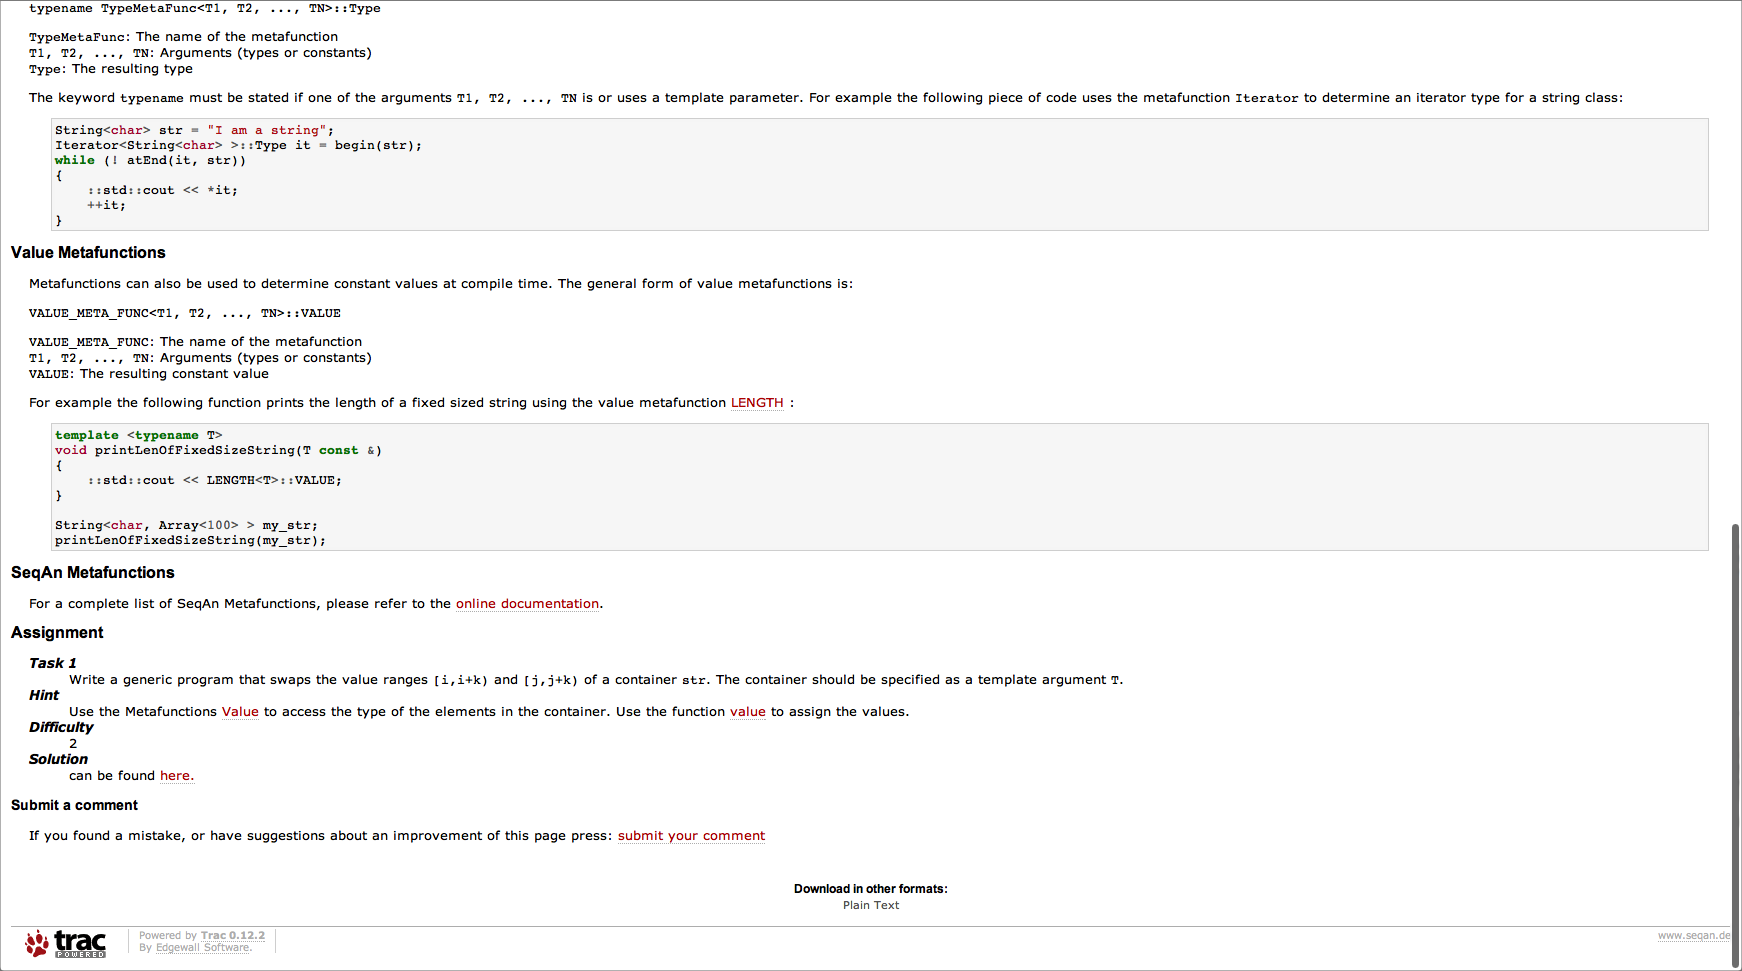 typename TypeMetaFunc<T1, T2, ..., TN>::Type
TypeMetaFunc: The name of the metafunction
T1, T2, ..., TN: Arguments (types or constants)
Type: The resulting type
The keyword typename must be stated if one of the arguments T1, T2, ..., TN is or uses a template parameter. For example the following piece of code uses the metafunction Iterator to determine an iterator type for a string class:
String<char> str = "I am a string";
Iterator<String<char> >::Type it = begin(str);
while (! atEnd(it, str))
{
    ::std::cout << *it;
    ++it;
}
Value Metafunctions
Metafunctions can also be used to determine constant values at compile time. The general form of value metafunctions is:
VALUE_META_FUNC<T1, T2, ..., TN>::VALUE
VALUE_META_FUNC: The name of the metafunction
T1, T2, ..., TN: Arguments (types or constants)
VALUE: The resulting constant value
For example the following function prints the length of a fixed sized string using the value metafunction LENGTH :
template <typename T>
void printLenOfFixedSizeString(T const &)
{
    ::std::cout << LENGTH<T>::VALUE;
}
String<char, Array<100> > my_str;
printLenOfFixedSizeString(my_str);
SeqAn Metafunctions
For a complete list of SeqAn Metafunctions, please refer to the online documentation.
Assignment
Task 1
Write a generic program that swaps the value ranges [i,i+k) and [j,j+k) of a container str. The container should be specified as a template argument T.
Hint
Use the Metafunctions Value to access the type of the elements in the container. Use the function value to assign the values.
Difficulty
2
Solution
can be found here.
Submit a comment
If you found a mistake, or have suggestions about an improvement of this page press: submit your comment
Download in other formats:
Plain Text
trac
POWERED
Powered by Trac 0.12.2
By Edgewall Software.
www.seqan.de